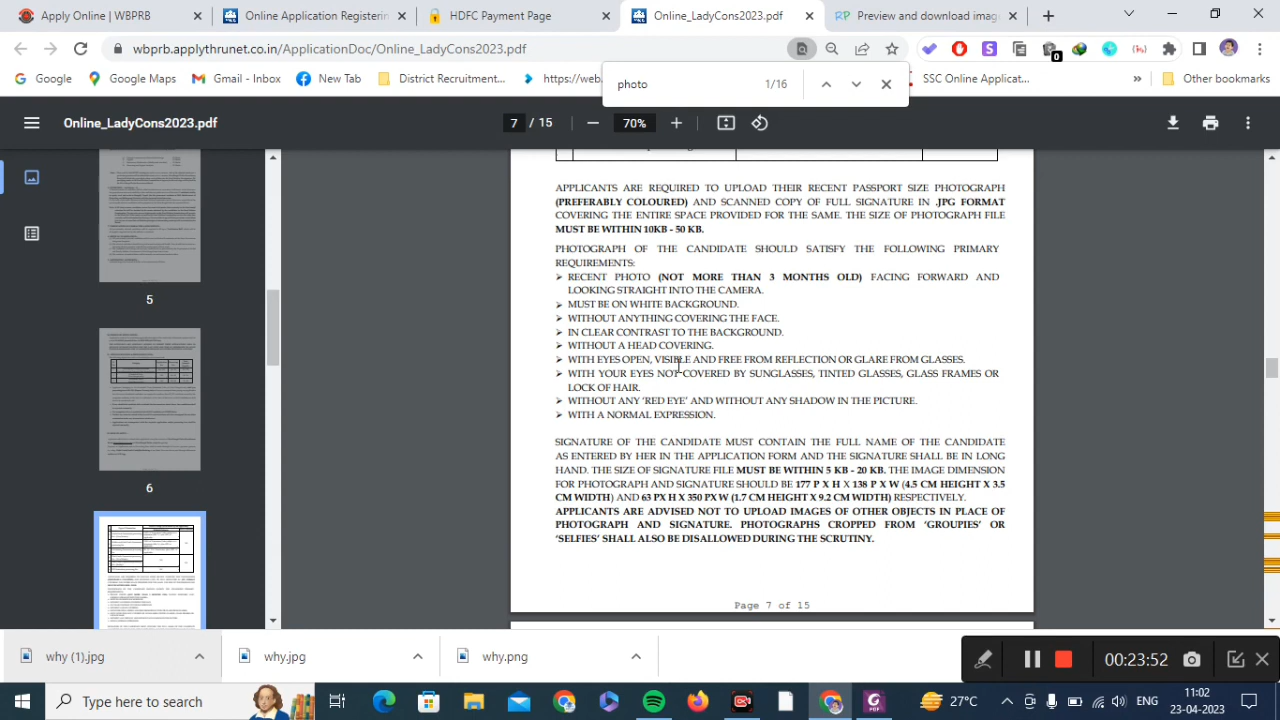 Apply Online WBPRB
Online Application Registrin
DFC Payment Page
Online_LadyCons2023.pdf
Preview and download imag
wbprb.applythrunet.co.in/ApplicationDoc/Online_LadyCons2023.pdf
0
Google
Google Maps
Gmail - Inbox
New Tab
District Recruitment...
https://web.
SSC Online Applicat...
Other bookmarks
photo
1/16
Online_LadyCons2023.pdf
7 / 15
70%
5
6
APPLICANTS ARE REQUIRED TO UPLOAD THEIR RECENT PASSPORT SIZE PHOTOGRAPH
(PREFERABLY COLOURED) AND SCANNED COPY OF FULL SIGNATURE IN .JPG FORMAT
COVERING THE ENTIRE SPACE PROVIDED FOR THE SAME. THE SIZE OF PHOTOGRAPH FILE
MUST BE WITHIN 10KB - 50 KB.
PHOTOGRAPH OF THE CANDIDATE SHOULD SATISFY THE FOLLOWING PRIMARY
REQUIREMENTS:
➢ RECENT PHOTO (NOT MORE THAN 3 MONTHS OLD) FACING FORWARD AND
LOOKING STRAIGHT INTO THE CAMERA.
➢ MUST BE ON WHITE BACKGROUND.
➢ WITHOUT ANYTHING COVERING THE FACE.
➢ IN CLEAR CONTRAST TO THE BACKGROUND.
➢ WITHOUT A HEAD COVERING.
➢ WITH EYES OPEN, VISIBLE AND FREE FROM REFLECTION OR GLARE FROM GLASSES.
➢ WITH YOUR EYES NOT COVERED BY SUNGLASSES, TINTED GLASSES, GLASS FRAMES OR
LOCK OF HAIR.
➢ WITHOUT ANY 'RED EYE' AND WITHOUT ANY SHADOW IN THE PICTURE.
➢ WITH A NORMAL EXPRESSION.
SIGNATURE OF THE CANDIDATE MUST CONTAIN THE FULL NAME OF THE CANDIDATE
AS ENTERED BY HER IN THE APPLICATION FORM AND THE SIGNATURE SHALL BE IN LONG
HAND. THE SIZE OF SIGNATURE FILE MUST BE WITHIN 5 KB - 20 KB. THE IMAGE DIMENSION
FOR PHOTOGRAPH AND SIGNATURE SHOULD BE 177 P X H X 138 P X W (4.5 CM HEIGHT X 3.5
CM WIDTH) AND 63 PX H X 350 PX W (1.7 CM HEIGHT X 9.2 CM WIDTH) RESPECTIVELY.
APPLICANTS ARE ADVISED NOT TO UPLOAD IMAGES OF OTHER OBJECTS IN PLACE OF
PHOTOGRAPH AND SIGNATURE. PHOTOGRAPHS CROPPED FROM 'GROUPIES' OR
'SELFIES' SHALL ALSO BE DISALLOWED DURING THE SCRUTINY.
Page 7 of 15
why (1).jpg
why.jpg
why.png
00:23:52
Type here to search
27°C
ENG
11:02
23-04-2023